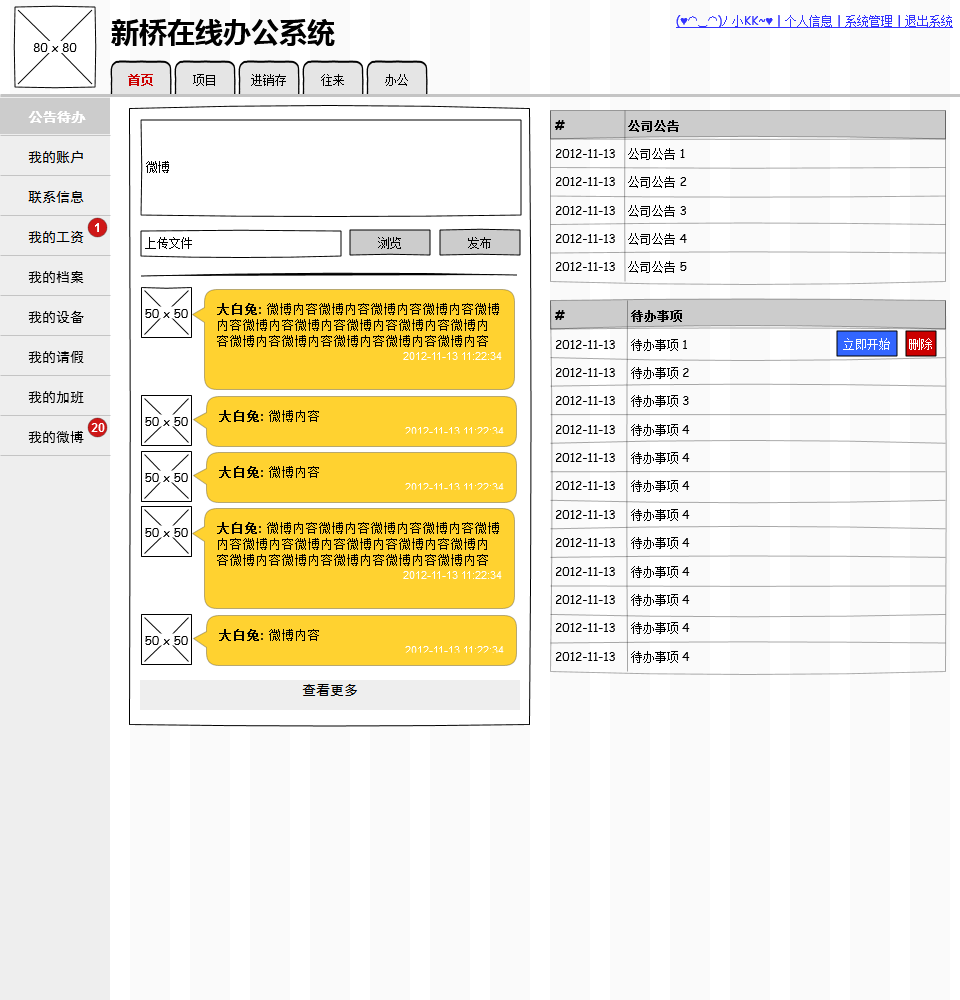 80 x 80
新桥在线办公系统
(♥◠‿◠)ﾉ 小KK~♥ | 个人信息 | 系统管理 | 退出系统
首页 项目 进销存 往来 办公
公告待办
我的账户
联系信息
我的工资 1
我的档案
我的设备
我的请假
我的加班
我的微博 20
微博
上传文件 浏览 发布
50 x 50
大白兔: 微博内容微博内容微博内容微博内容微博
内容微博内容微博内容微博内容微博内容微博内
容微博内容微博内容微博内容微博内容微博内容
2012-11-13 11:22:34
50 x 50
大白兔: 微博内容
2012-11-13 11:22:34
50 x 50
大白兔: 微博内容
2012-11-13 11:22:34
50 x 50
大白兔: 微博内容微博内容微博内容微博内容微博
内容微博内容微博内容微博内容微博内容微博内
容微博内容微博内容微博内容微博内容微博内容
2012-11-13 11:22:34
50 x 50
大白兔: 微博内容
2012-11-13 11:22:34
查看更多
# 公司公告
2012-11-13 公司公告 1
2012-11-13 公司公告 2
2012-11-13 公司公告 3
2012-11-13 公司公告 4
2012-11-13 公司公告 5
# 待办事项
2012-11-13 待办事项 1 立即开始 删除
2012-11-13 待办事项 2
2012-11-13 待办事项 3
2012-11-13 待办事项 4
2012-11-13 待办事项 4
2012-11-13 待办事项 4
2012-11-13 待办事项 4
2012-11-13 待办事项 4
2012-11-13 待办事项 4
2012-11-13 待办事项 4
2012-11-13 待办事项 4
2012-11-13 待办事项 4